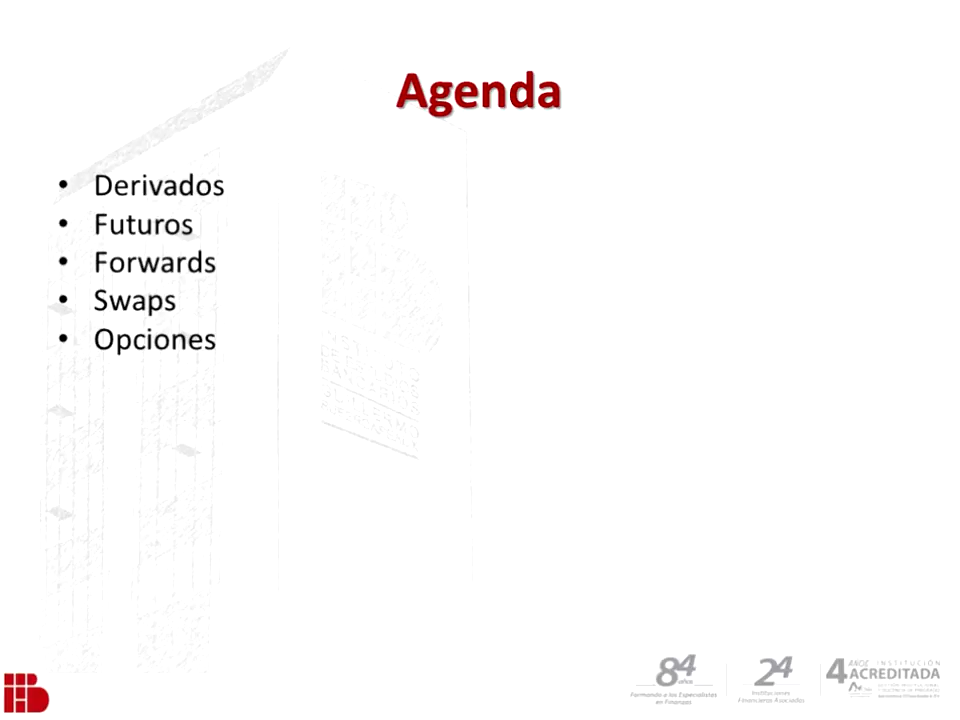 Agenda
• Derivados
• Futuros
• Forwards
• Swaps
• Opciones
84 años
Formando a los Especialistas
en Finanzas
24
Instituciones
Financieras Asociadas
4 AÑOS INSTITUCIÓN
ACREDITADA